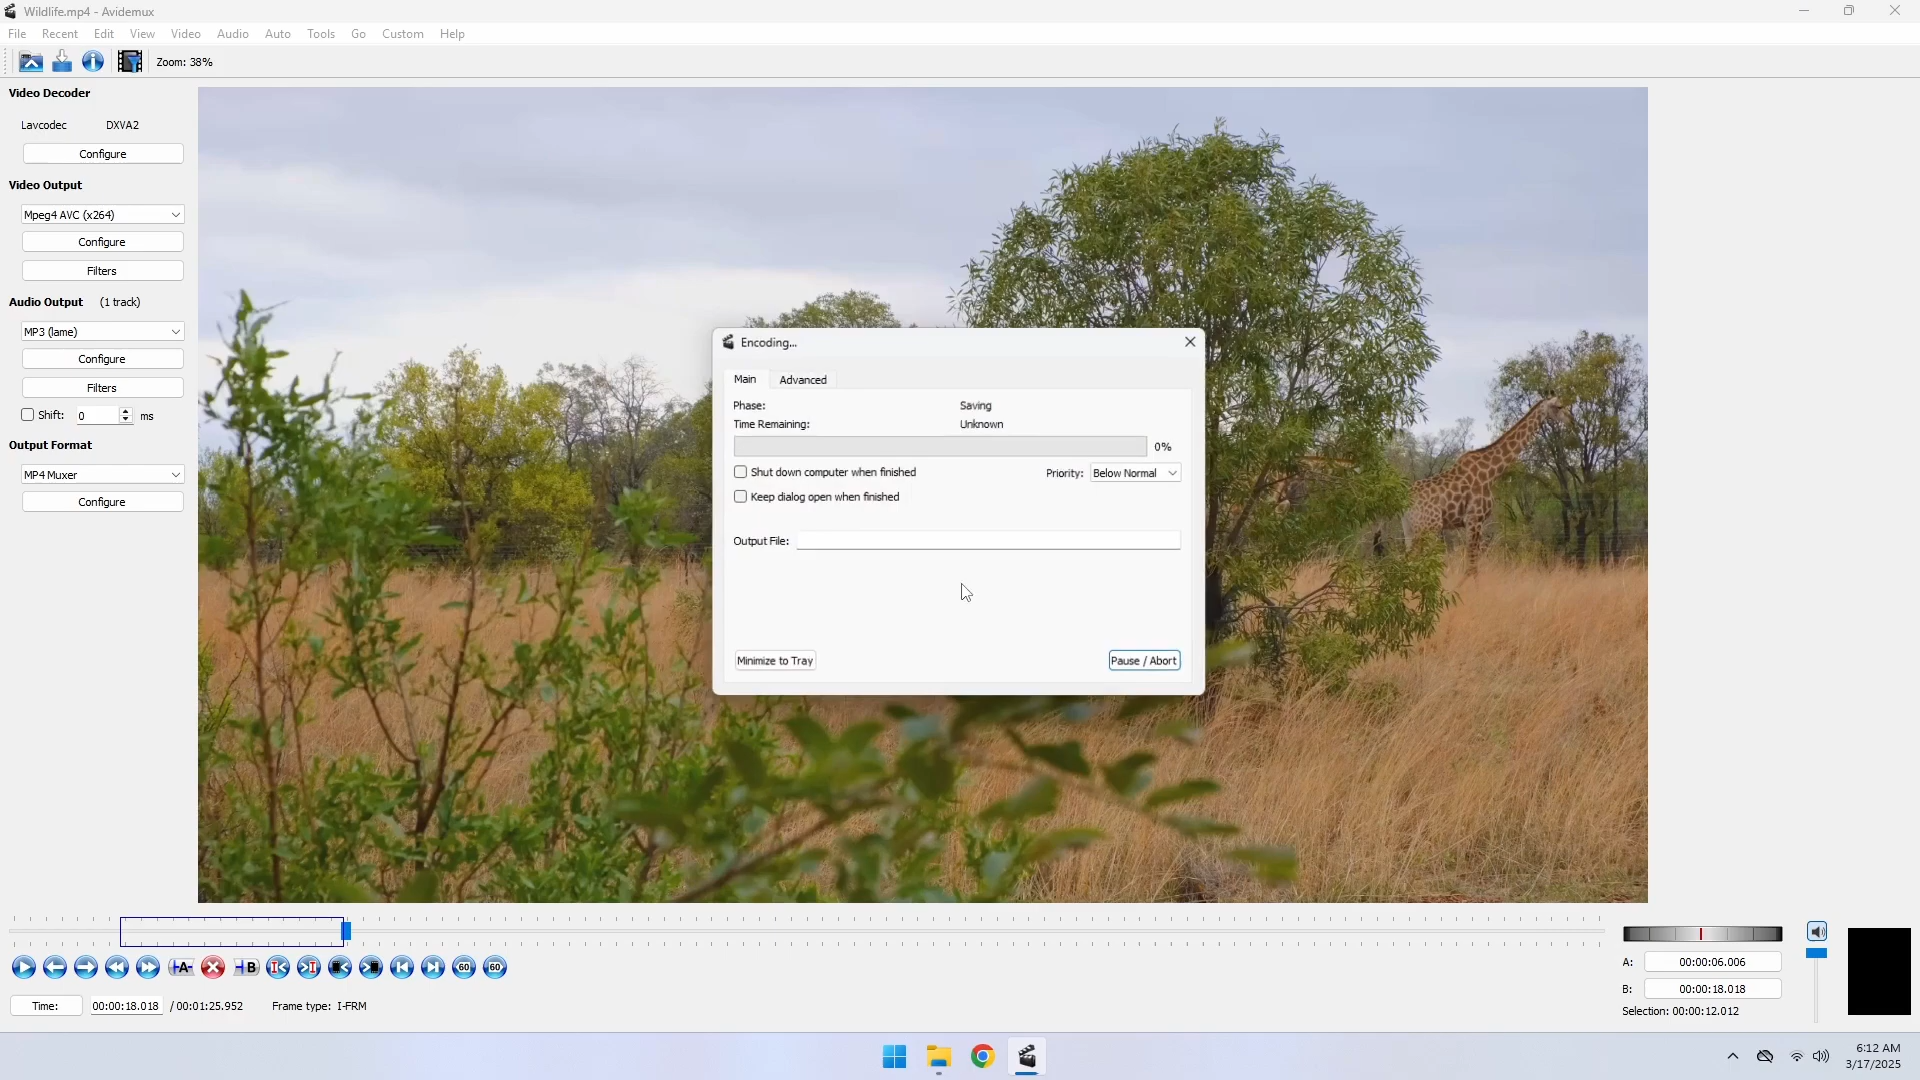 Wildlife.mp4 - Avidemux
File Recent Edit View Video Audio Auto Tools Go Custom Help
Zoom: 38%
Video Decoder
Lavcodec DXVA2
Configure
Video Output
Mpeg4 AVC (x264)
Configure
Filters
Audio Output (1 track)
MP3 (lame)
Configure
Filters
Shift: 0 ms
Output Format
MP4 Muxer
Configure
Encoding...
Main Advanced
Phase: Saving
Time Remaining: Unknown
0%
Shut down computer when finished Priority: Below Normal
Keep dialog open when finished
Output File:
Minimize to Tray Pause / Abort
A B 60 60
Time: 00:00:18.018 / 00:01:25.952 Frame type: I-FRM
A: 00:00:06.006
B: 00:00:18.018
Selection: 00:00:12.012
6:12 AM
3/17/2025